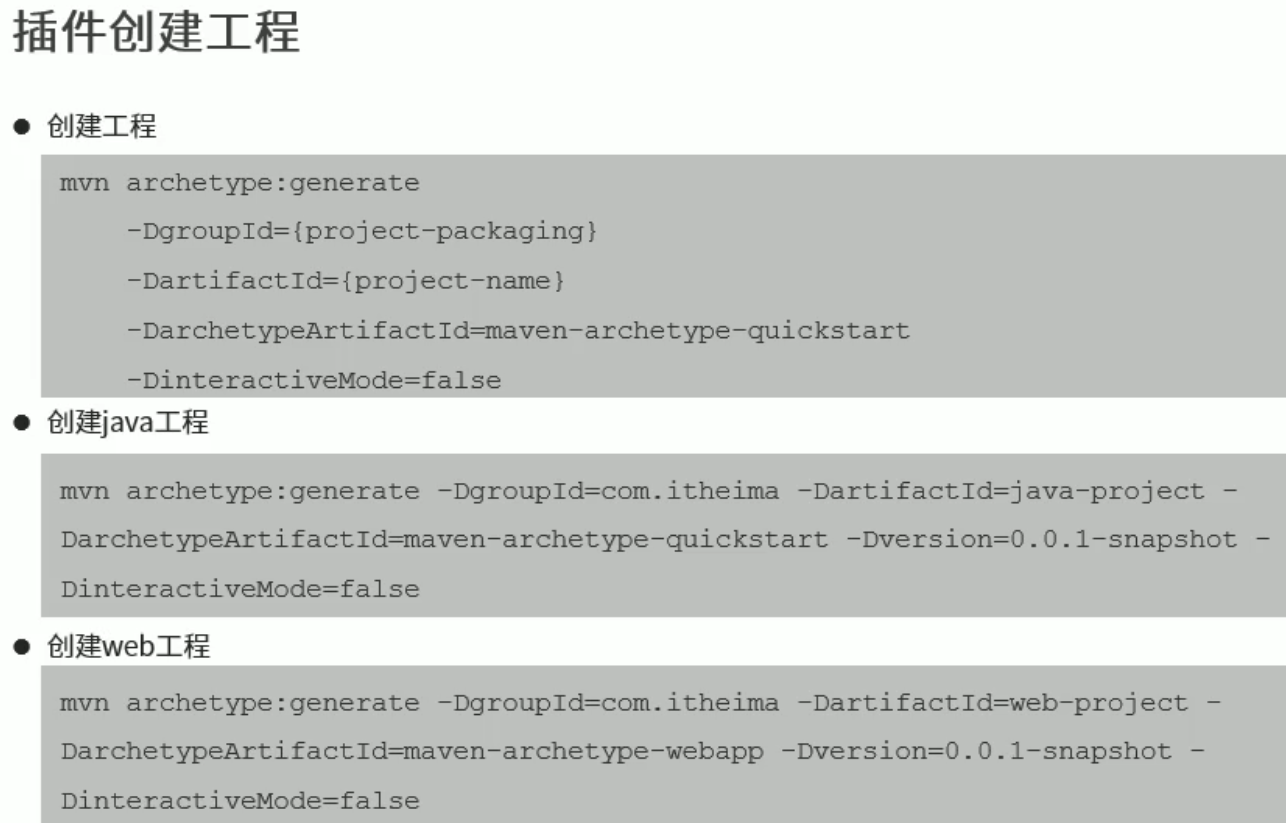 插件创建工程
● 创建工程
mvn archetype:generate
-DgroupId={project-packaging}
-DartifactId={project-name}
-DarchetypeArtifactId=maven-archetype-quickstart
-DinteractiveMode=false
● 创建java工程
mvn archetype:generate -DgroupId=com.itheima -DartifactId=java-project -
DarchetypeArtifactId=maven-archetype-quickstart -Dversion=0.0.1-snapshot -
DinteractiveMode=false
● 创建web工程
mvn archetype:generate -DgroupId=com.itheima -DartifactId=web-project -
DarchetypeArtifactId=maven-archetype-webapp -Dversion=0.0.1-snapshot -
DinteractiveMode=false